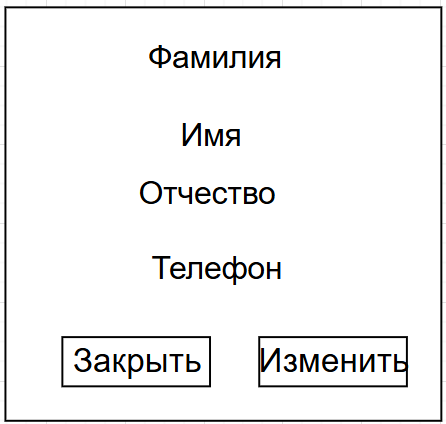 Фамилия
Имя
Отчество
Телефон
Закрыть Изменить